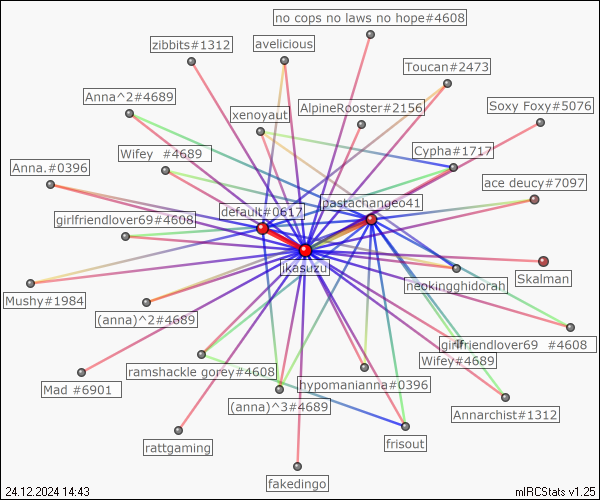 no cops no laws no hope#4608
zibbits#1312
avelicious
Toucan#2473
Anna^2#4689
xenoyaut
AlpineRooster#2156
Soxy Foxy#5076
Wifey  #4689
Cypha#1717
Anna.#0396
ace deucy#7097
default#0617
pastachangeo41
girlfriendlover69#4608
jkasuzu
Skalman
neokingghidorah
Mushy#1984
(anna)^2#4689
girlfriendlover69  #4608
Wifey#4689
ramshackle gorey#4608
hypomanianna#0396
Mad #6901
(anna)^3#4689
Annarchist#1312
rattgaming
frisout
fakedingo
24.12.2024 14:43
mIRCStats v1.25